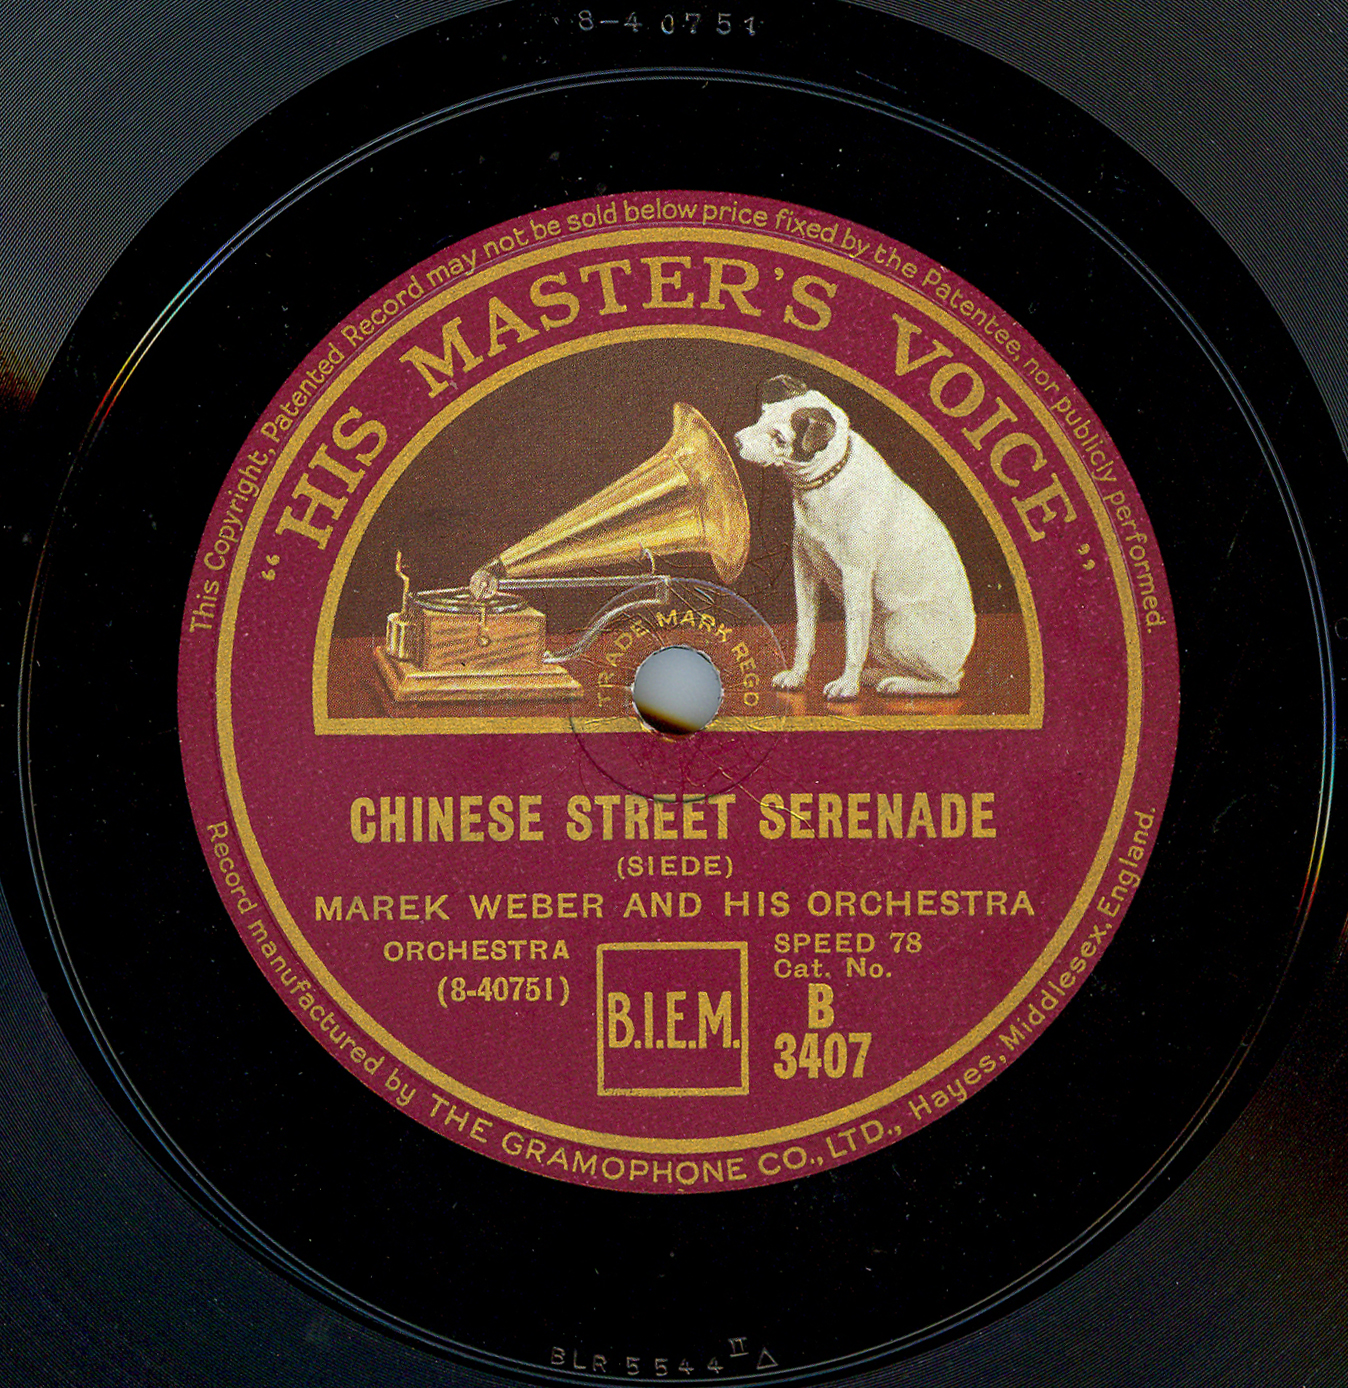 8-40751
This Copyright, Patented Record may not be sold below price fixed by the Patentee, nor publicly performed.
“HIS MASTER'S VOICE”
TRADE MARK REGD
CHINESE STREET SERENADE
(SIEDE)
MAREK WEBER AND HIS ORCHESTRA
ORCHESTRA
(8-40751)
B.I.E.M.
SPEED 78
Cat. No.
B
3407
Record manufactured by THE GRAMOPHONE CO., LTD., Hayes, Middlesex, England.
BLR 5544 II △